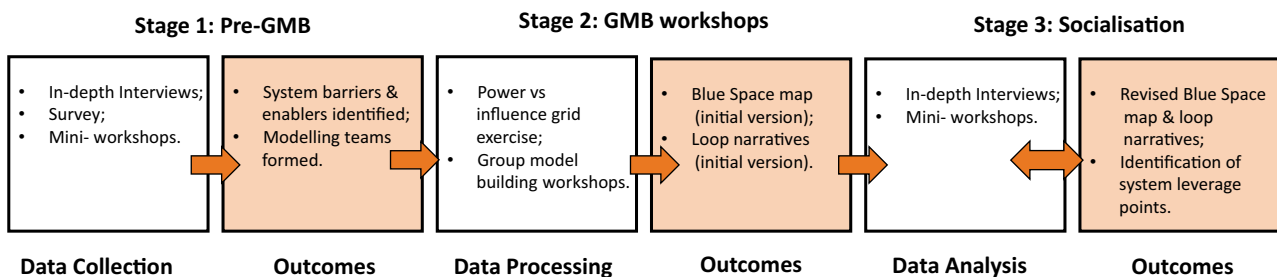 Stage 1: Pre-GMB
Stage 2: GMB workshops
Stage 3: Socialisation
• In-depth Interviews;
• Survey;
• Mini- workshops.
• System barriers &
enablers identified;
• Modelling teams
formed.
• Power vs
influence grid
exercise;
• Group model
building workshops.
• Blue Space map
(initial version);
• Loop narratives
(initial version).
• In-depth Interviews;
• Mini- workshops.
• Revised Blue Space
map & loop
narratives;
• Identification of
system leverage
points.
Data Collection
Outcomes
Data Processing
Outcomes
Data Analysis
Outcomes